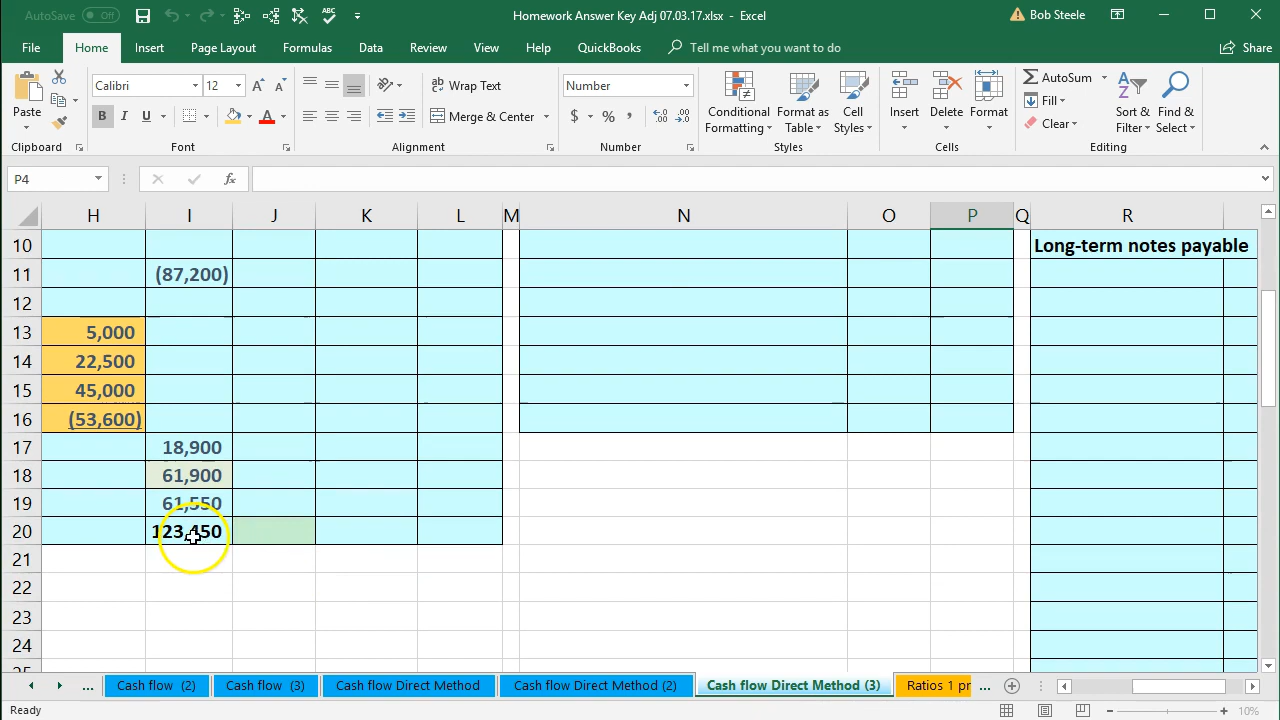 AutoSave Off
Homework Answer Key Adj 07.03.17.xlsx - Excel
Bob Steele
File Home Insert Page Layout Formulas Data Review View Help QuickBooks Tell me what you want to do Share
Paste
Calibri 12
Wrap Text
Number
Conditional Formatting
Format as Table
Cell Styles
Insert Delete Format
AutoSum
Fill
Clear
Sort & Filter
Find & Select
B I U
Merge & Center
$ % ,
Clipboard Font Alignment Number Styles Cells Editing
P4 fx
H I J K L M N O P Q R
10 Long-term notes payable
11 (87,200)
12
13 5,000
14 22,500
15 45,000
16 (53,600)
17 18,900
18 61,900
19 61,550
20 123,450
21
22
23
24
25
... Cash flow (2) Cash flow (3) Cash flow Direct Method Cash flow Direct Method (2) Cash flow Direct Method (3) Ratios 1 pr ...
Ready 10%